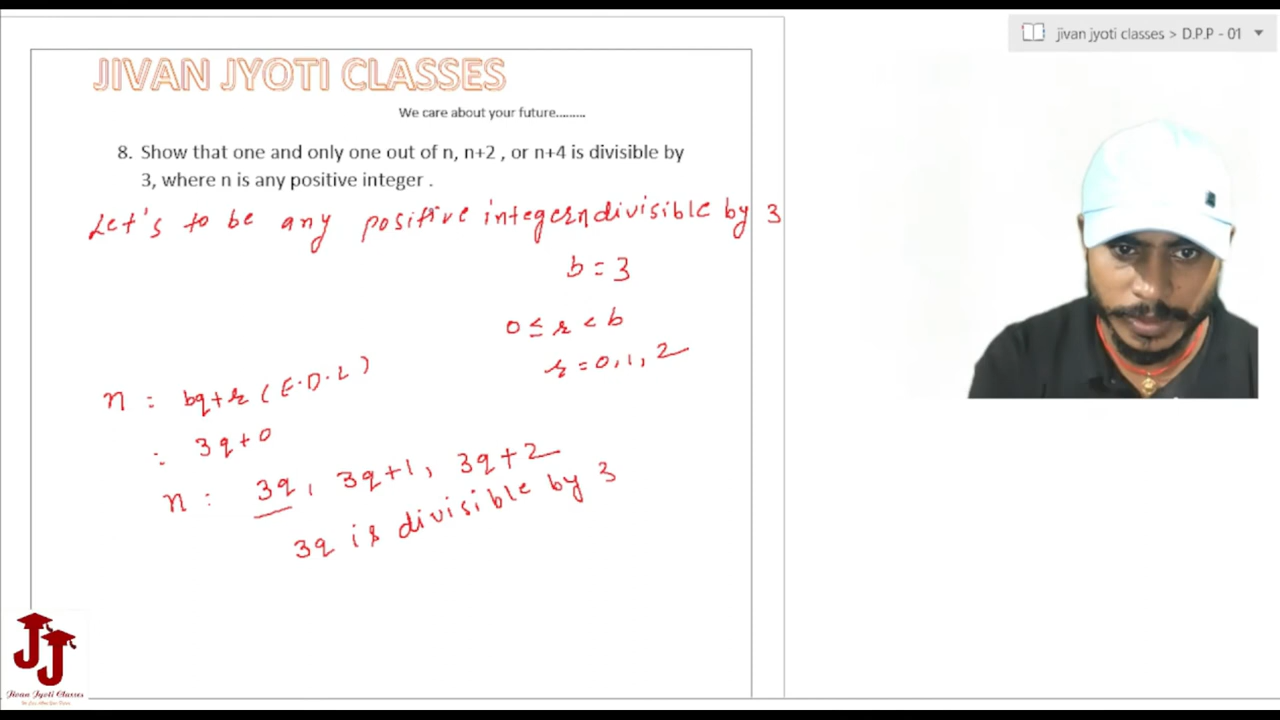 jivan jyoti classes > D.P.P - 01
JIVAN JYOTI CLASSES
We care about your future.........
8. Show that one and only one out of n, n+2 , or n+4 is divisible by
3, where n is any positive integer .
Let's to be any positive integer n divisible by 3
b = 3
0 ≤ r < b
r = 0, 1, 2
n = bq+r (E.D.L)
= 3q+0
n = 3q, 3q+1, 3q+2
3q is divisible by 3
JJ
Jivan Jyoti Classes